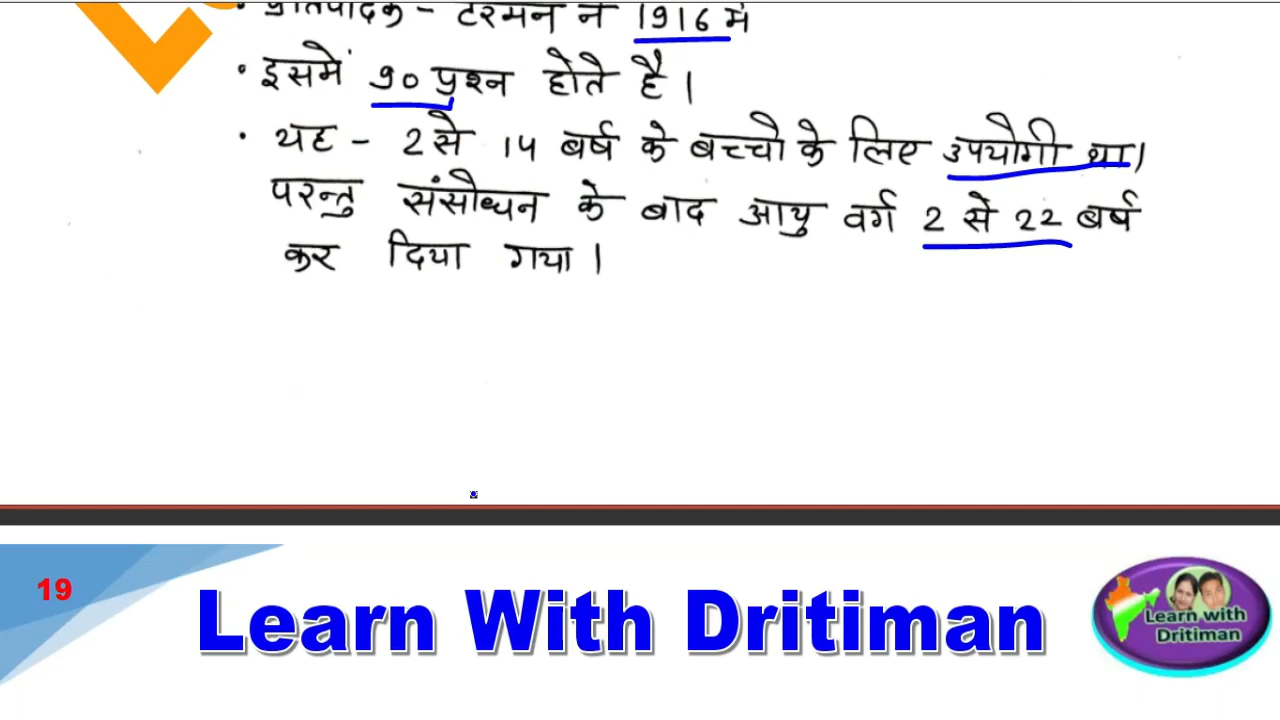 • प्रतिपादक - टरमन ने 1916 में
• इसमें 90 प्रश्न होते है।
• यह - 2 से 14 बर्ष के बच्चो के लिए उपयोगी था।
परन्तु संसोधन के बाद आयु वर्ग 2 से 22 बर्ष
कर दिया गया।
19
Learn With Dritiman
Learn with
Dritiman